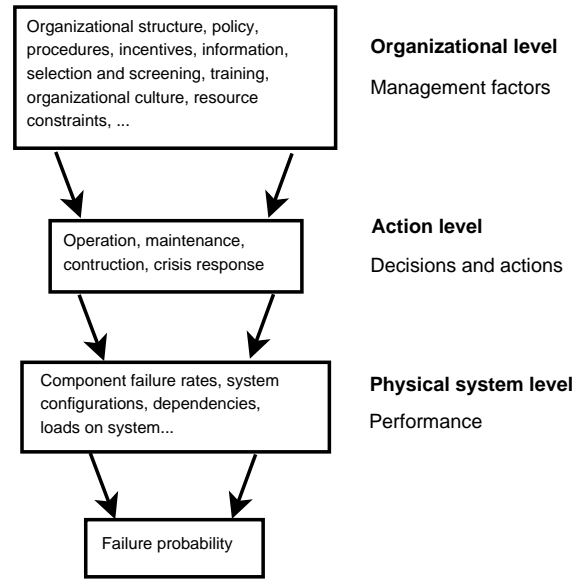 Organizational structure, policy,
procedures, incentives, information,
selection and screening, training,
organizational culture, resource
constraints, ...
Organizational level
Management factors
Operation, maintenance,
contruction, crisis response
Action level
Decisions and actions
Component failure rates, system
configurations, dependencies,
loads on system...
Physical system level
Performance
Failure probability